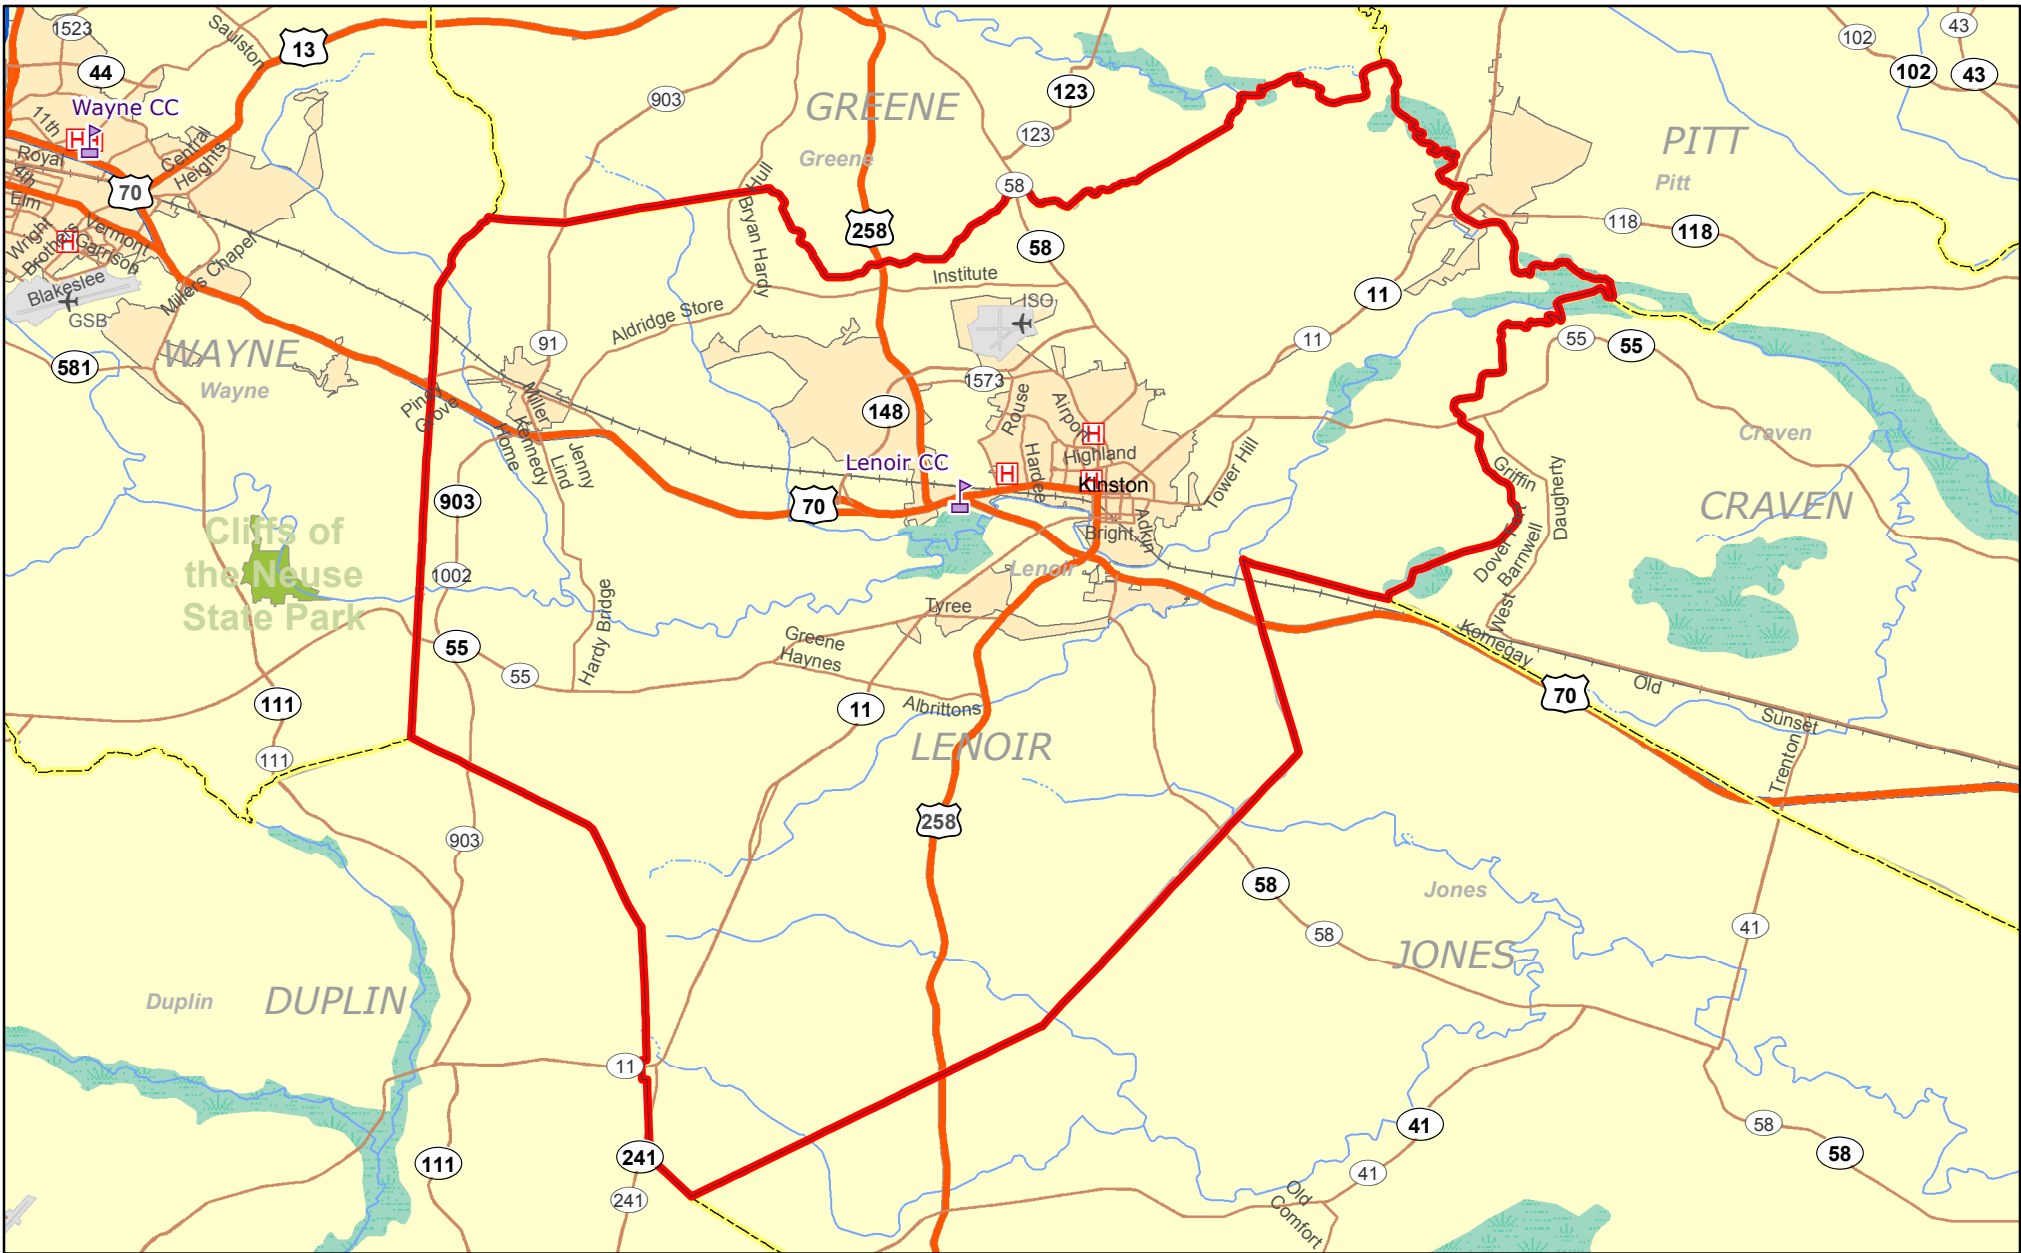 1523
Saulston
13
44
Wayne CC
11th
H
H
Royal
4th
Elm
Central
Heights
70
Wright
Brothers
Vermont
Garrison
H
Blakeslee
GSB
Millers Chapel
581
WAYNE
Wayne
903
GREENE
Greene
123
123
58
Hull
Bryan Hardy
258
58
Institute
ISO
Aldridge Store
91
1573
148
Rouse
Airport
Hardee
Highland
H
H
H
Kinston
Tower Hill
Adkin
Bright
Lenoir CC
70
Piney
Grove
Miller
Kennedy
Home
Jenny
Lind
903
1002
Cliffs of
the Neuse
State Park
55
55
Hardy Bridge
Greene
Haynes
Tyree
Lenoir
Albrittons
11
LENOIR
258
111
111
903
Duplin
DUPLIN
11
111
241
241
102
43
102
43
PITT
Pitt
118
118
11
11
55
55
Craven
CRAVEN
Griffin
Daugherty
Dover Fort
West Barnwell
Kornegay
Old
70
Sunset
Trenton
58
58
Jones
JONES
41
41
41
58
58
Old
Comfort